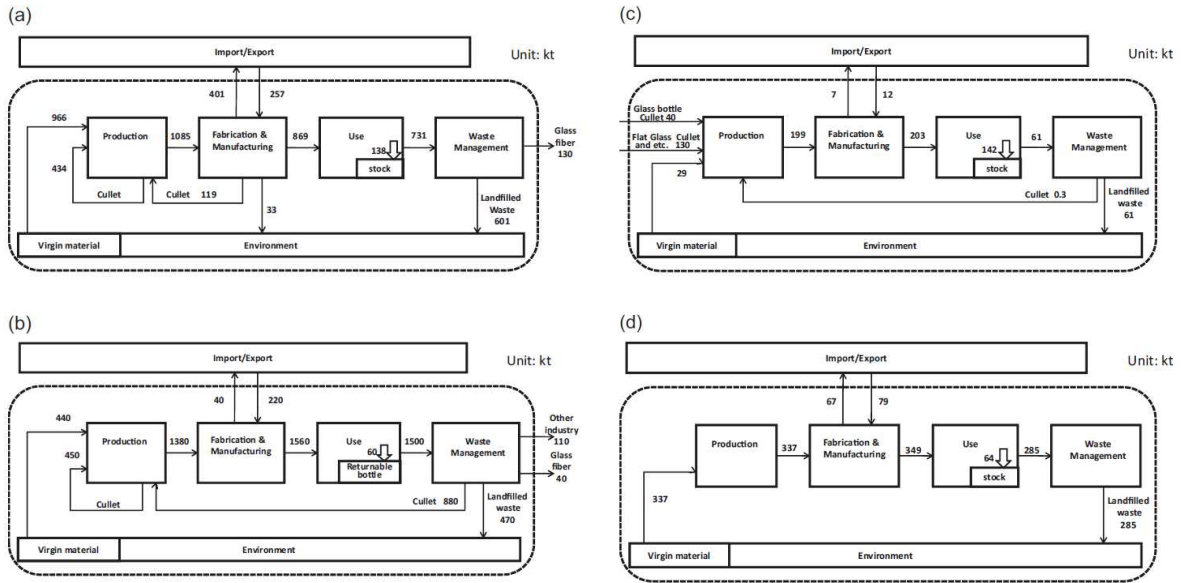 (a)
Import/Export
Unit: kt
401
257
966
Production
1085
Fabrication &
Manufacturing
869
Use
138
stock
731
Waste
Management
Glass
fiber
130
434
Cullet
Cullet 119
33
Landfilled
Waste
601
Virgin material
Environment
(c)
Import/Export
Unit: kt
7
12
Glass bottle
Cullet 40
Flat Glass Cullet
and etc. 130
29
Production
199
Fabrication &
Manufacturing
203
Use
142
stock
61
Waste
Management
Cullet 0.3
Landfilled
waste
61
Virgin material
Environment
(b)
Import/Export
Unit: kt
40
220
440
Production
1380
Fabrication &
Manufacturing
1560
Use
60
Returnable
bottle
1500
Waste
Management
Other
industry
110
Glass
fiber
40
450
Cullet
Cullet 880
Landfilled
waste
470
Virgin material
Environment
(d)
Import/Export
Unit: kt
67
79
Production
337
Fabrication &
Manufacturing
349
Use
64
stock
285
Waste
Management
337
Landfilled
waste
285
Virgin material
Environment